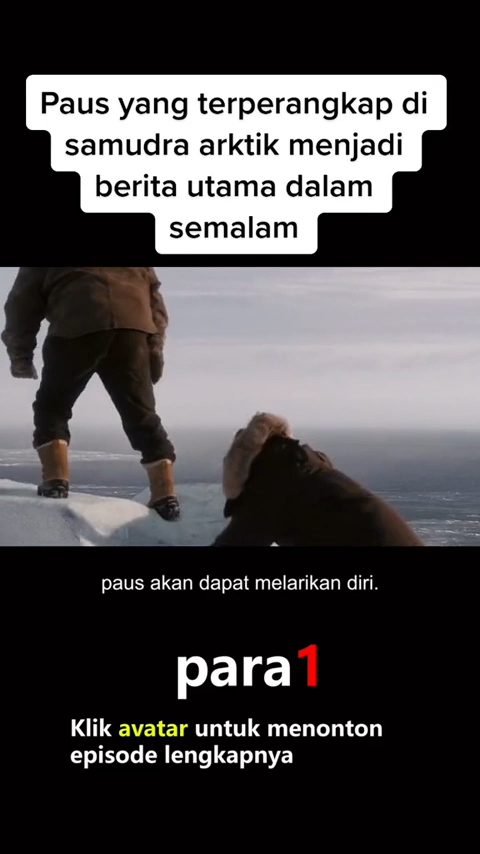 Paus yang terperangkap di
samudra arktik menjadi
berita utama dalam
semalam
paus akan dapat melarikan diri.
para1
Klik avatar untuk menonton
episode lengkapnya